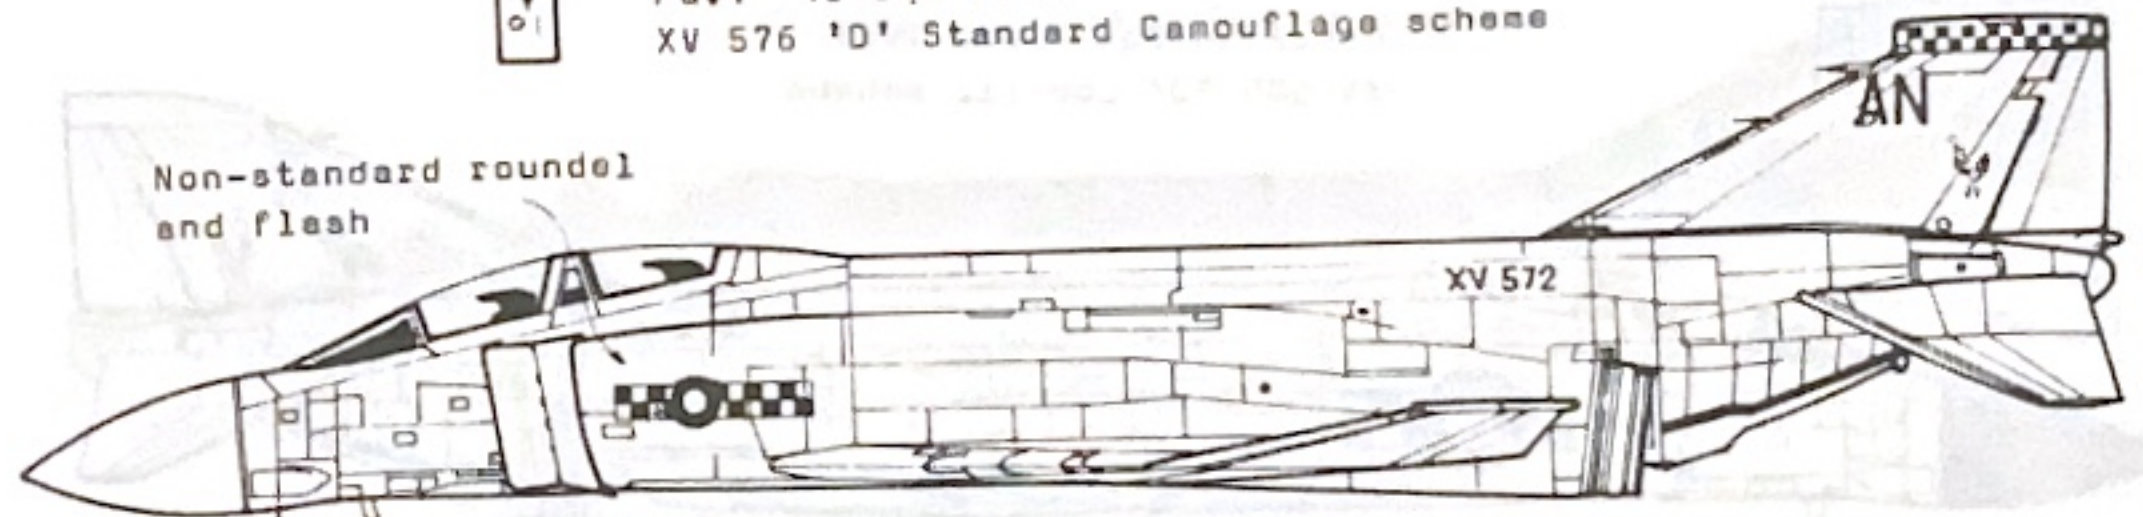 XV 576 'D' Standard Camouflage scheme
Non-standard roundel
and flash
AN
XV 572